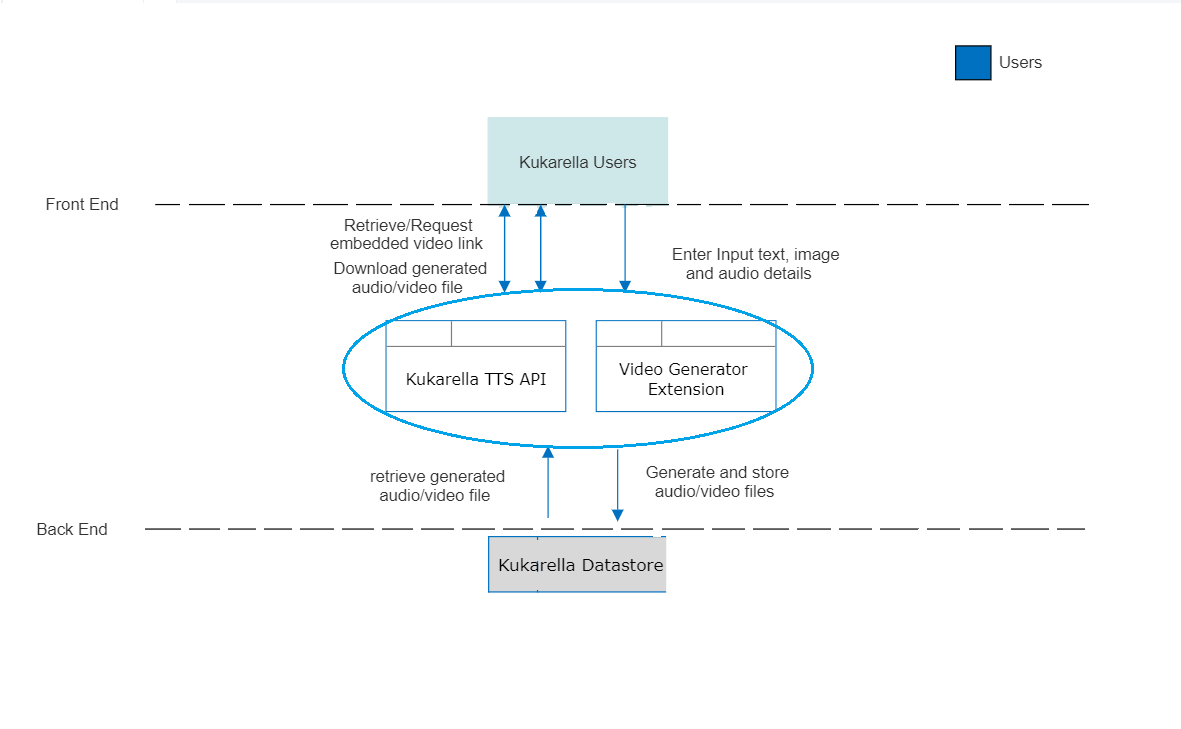 Users
Kukarella Users
Front End
Retrieve/Request
embedded video link
Download generated
audio/video file
Enter Input text, image
and audio details
Kukarella TTS API
Video Generator
Extension
retrieve generated
audio/video file
Generate and store
audio/video files
Back End
Kukarella Datastore